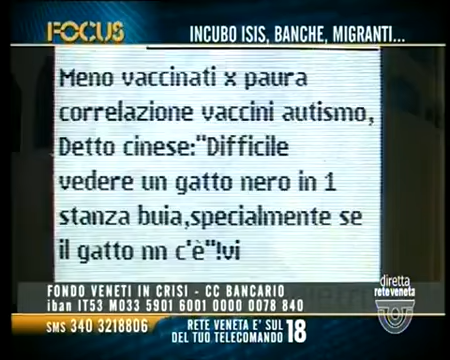 FOCUS
INCUBO ISIS, BANCHE, MIGRANTI...
Meno vaccinati x paura
correlazione vaccini autismo,
Detto cinese:"Difficile
vedere un gatto nero in 1
stanza buia,specialmente se
il gatto nn c'è"!vi
FONDO VENETI IN CRISI - CC BANCARIO
iban IT53 M033 5901 6001 0000 0078 840
diretta
reteveneta
SMS 340 3218806
RETE VENETA E' SUL
DEL TUO TELECOMANDO 18